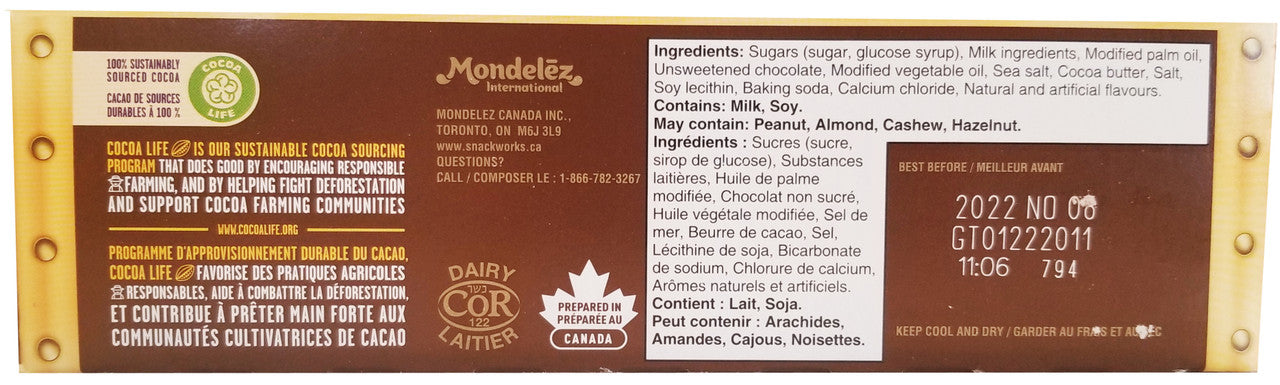 100% SUSTAINABLY
SOURCED COCOA
CACAO DE SOURCES
DURABLES À 100 %
COCOA
LIFE
COCOA LIFE IS OUR SUSTAINABLE COCOA SOURCING
PROGRAM THAT DOES GOOD BY ENCOURAGING RESPONSIBLE
FARMING, AND BY HELPING FIGHT DEFORESTATION
AND SUPPORT COCOA FARMING COMMUNITIES
WWW.COCOALIFE.ORG
PROGRAMME D'APPROVISIONNEMENT DURABLE DU CACAO,
COCOA LIFE FAVORISE DES PRATIQUES AGRICOLES
RESPONSABLES, AIDE À COMBATTRE LA DÉFORESTATION,
ET CONTRIBUE À PRÊTER MAIN FORTE AUX
COMMUNAUTÉS CULTIVATRICES DE CACAO
Mondelēz
International
MONDELEZ CANADA INC.,
TORONTO, ON M6J 3L9
www.snackworks.ca
QUESTIONS?
CALL / COMPOSER LE : 1-866-782-3267
DAIRY
כשר
COR
122
LAITIER
PREPARED IN
PRÉPARÉE AU
CANADA
Ingredients: Sugars (sugar, glucose syrup), Milk ingredients, Modified palm oil,
Unsweetened chocolate, Modified vegetable oil, Sea salt, Cocoa butter, Salt,
Soy lecithin, Baking soda, Calcium chloride, Natural and artificial flavours.
Contains: Milk, Soy.
May contain: Peanut, Almond, Cashew, Hazelnut.
Ingrédients : Sucres (sucre,
sirop de glucose), Substances
laitières, Huile de palme
modifiée, Chocolat non sucré,
Huile végétale modifiée, Sel de
mer, Beurre de cacao, Sel,
Lécithine de soja, Bicarbonate
de sodium, Chlorure de calcium,
Arômes naturels et artificiels.
Contient : Lait, Soja.
Peut contenir : Arachides,
Amandes, Cajous, Noisettes.
BEST BEFORE / MEILLEUR AVANT
2022 NO 08
GT01222011
11:06 794
KEEP COOL AND DRY / GARDER AU FRAIS ET AU SEC